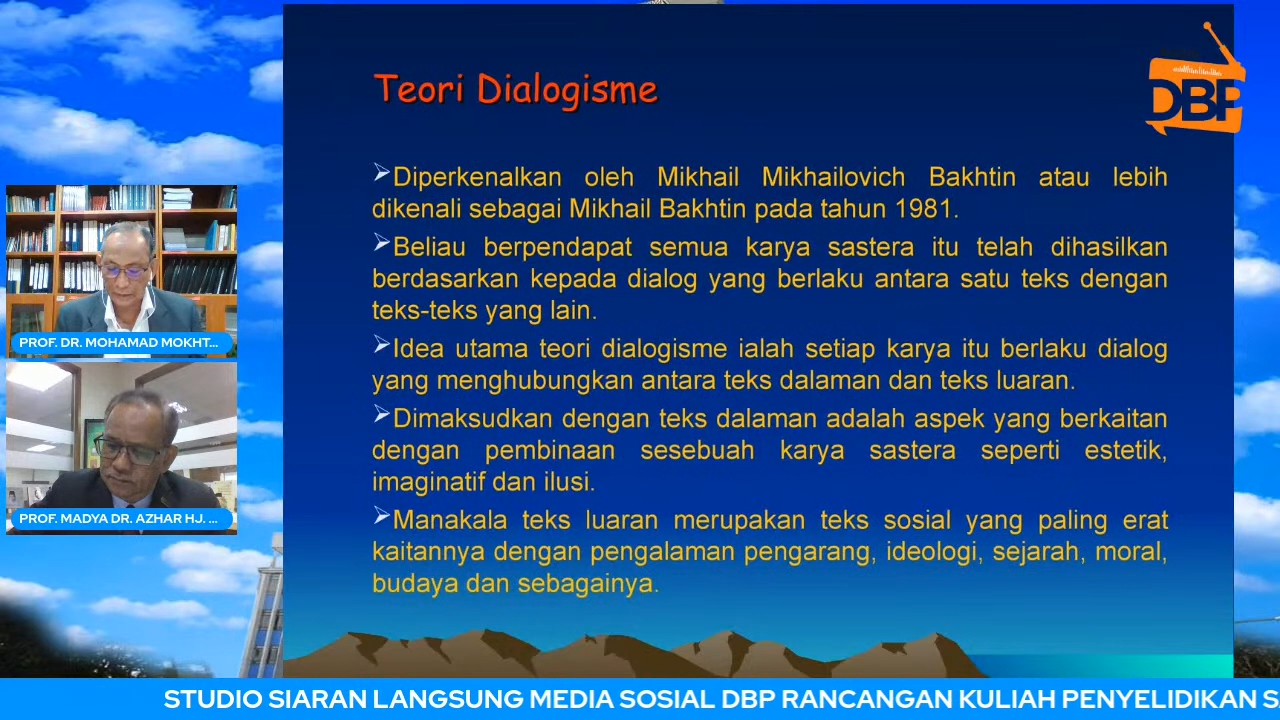 Teori Dialogisme
DBP
➢Diperkenalkan oleh Mikhail Mikhailovich Bakhtin atau lebih
dikenali sebagai Mikhail Bakhtin pada tahun 1981.
➢Beliau berpendapat semua karya sastera itu telah dihasilkan
berdasarkan kepada dialog yang berlaku antara satu teks dengan
teks-teks yang lain.
➢Idea utama teori dialogisme ialah setiap karya itu berlaku dialog
yang menghubungkan antara teks dalaman dan teks luaran.
➢Dimaksudkan dengan teks dalaman adalah aspek yang berkaitan
dengan pembinaan sesebuah karya sastera seperti estetik,
imaginatif dan ilusi.
➢Manakala teks luaran merupakan teks sosial yang paling erat
kaitannya dengan pengalaman pengarang, ideologi, sejarah, moral,
budaya dan sebagainya.
PROF. DR. MOHAMAD MOKHT...
PROF. MADYA DR. AZHAR HJ. ...
STUDIO SIARAN LANGSUNG MEDIA SOSIAL DBP RANCANGAN KULIAH PENYELIDIKAN